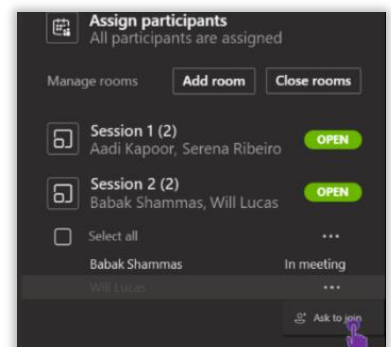 Assign participants
All participants are assigned
Manage rooms Add room Close rooms
Session 1 (2) OPEN
Aadi Kapoor, Serena Ribeiro
Session 2 (2) OPEN
Babak Shammas, Will Lucas
Select all ...
Babak Shammas In meeting
Will Lucas ...
Ask to join